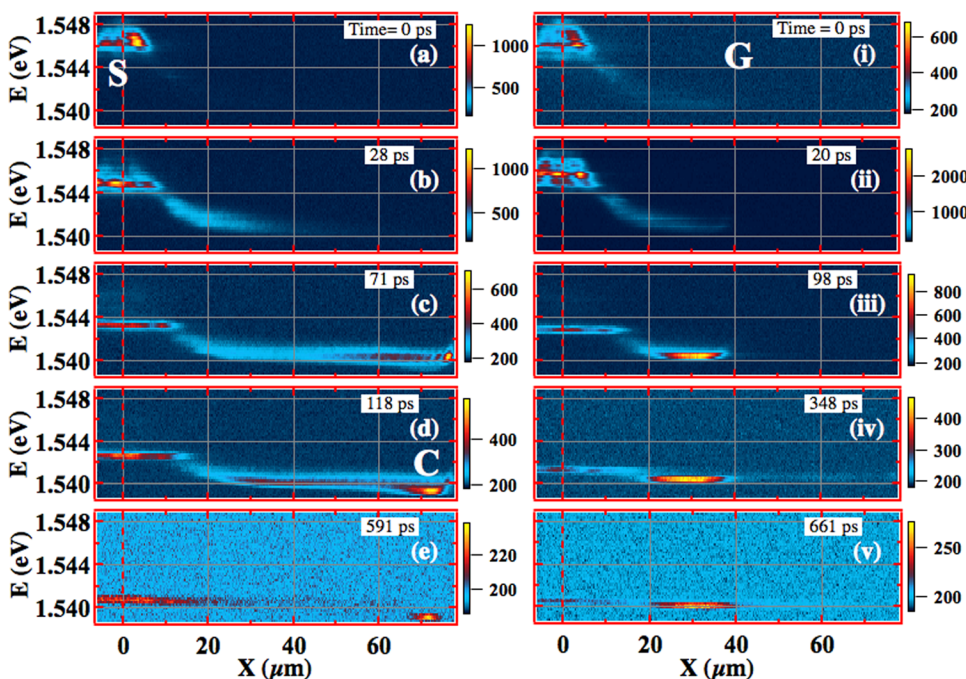 E (eV)
1.548
1.544
1.540
Time= 0 ps
(a)
S
1000
500
Time = 0 ps
(i)
G
600
400
200
E (eV)
1.548
1.544
1.540
28 ps
(b)
1000
500
20 ps
(ii)
2000
1000
E (eV)
1.548
1.544
1.540
71 ps
(c)
600
400
200
98 ps
(iii)
800
600
400
200
E (eV)
1.548
1.544
1.540
118 ps
(d)
C
400
200
348 ps
(iv)
400
300
200
E (eV)
1.548
1.544
1.540
591 ps
(e)
220
200
661 ps
(v)
250
200
0 20 40 60
X (μm)
0 20 40 60
X (μm)